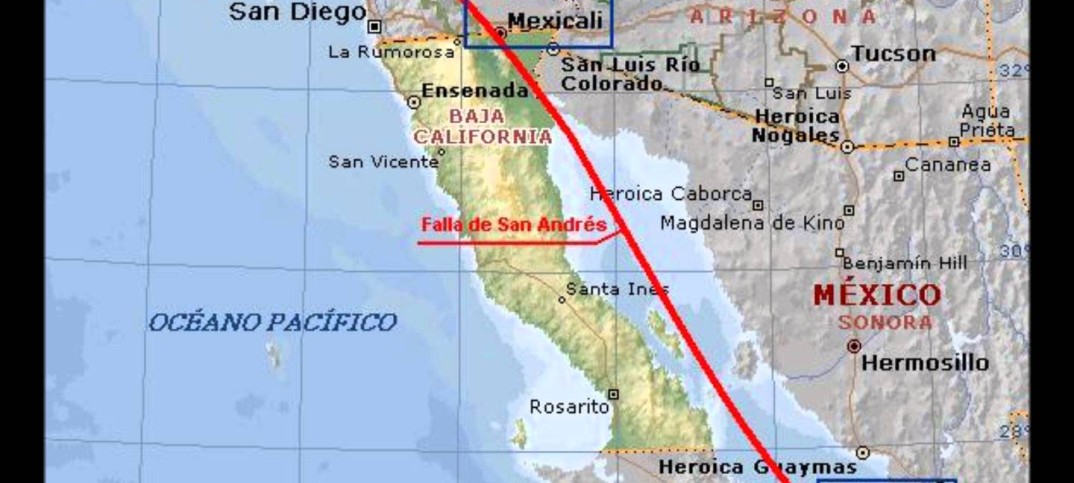 San Diego
Mexicali
ARIZONA
La Rumorosa
San Luis Río
Colorado
Tucson
32°
San Luis
Ensenada
BAJA
CALIFORNIA
Heroica
Nogales
Agua
Prieta
San Vicente
Cananea
Heroica Caborca
Magdalena de Kino
Falla de San Andrés
30°
Benjamín Hill
Santa Inés
MÉXICO
SONORA
OCÉANO PACÍFICO
Hermosillo
Rosarito
28°
Heroica Guaymas